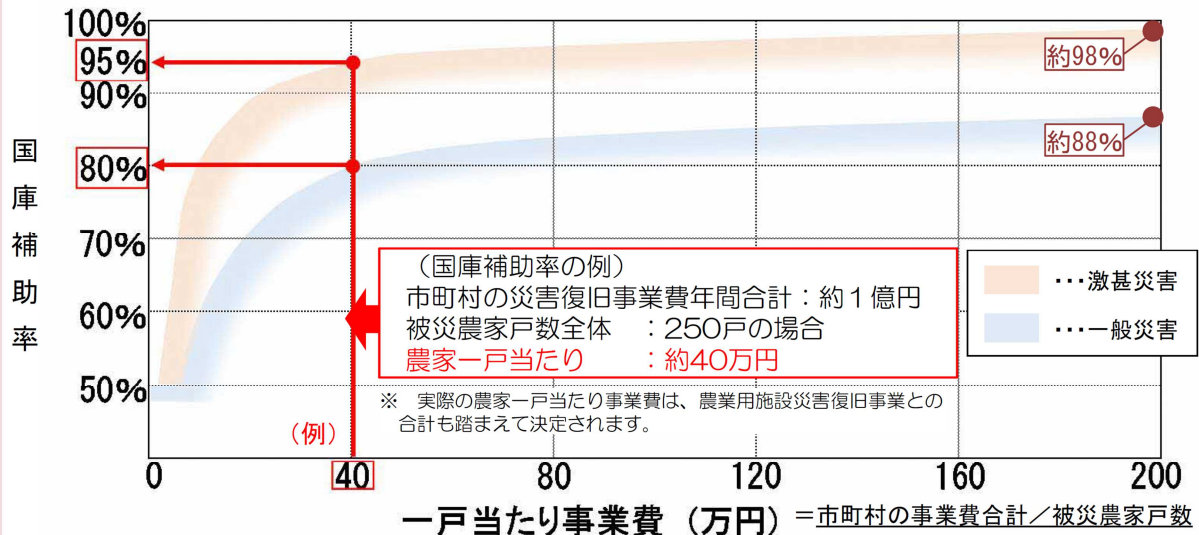 100%
95%
90%
80%
70%
60%
50%
国庫補助率
約98%
約88%
（国庫補助率の例）
市町村の災害復旧事業費年間合計：約１億円
被災農家戸数全体　：250戸の場合
農家一戸当たり　　：約40万円
･･･激甚災害
･･･一般災害
※　実際の農家一戸当たり事業費は、農業用施設災害復旧事業との
合計も踏まえて決定されます。
（例）
0 40 80 120 160 200
一戸当たり事業費（万円）＝市町村の事業費合計／被災農家戸数